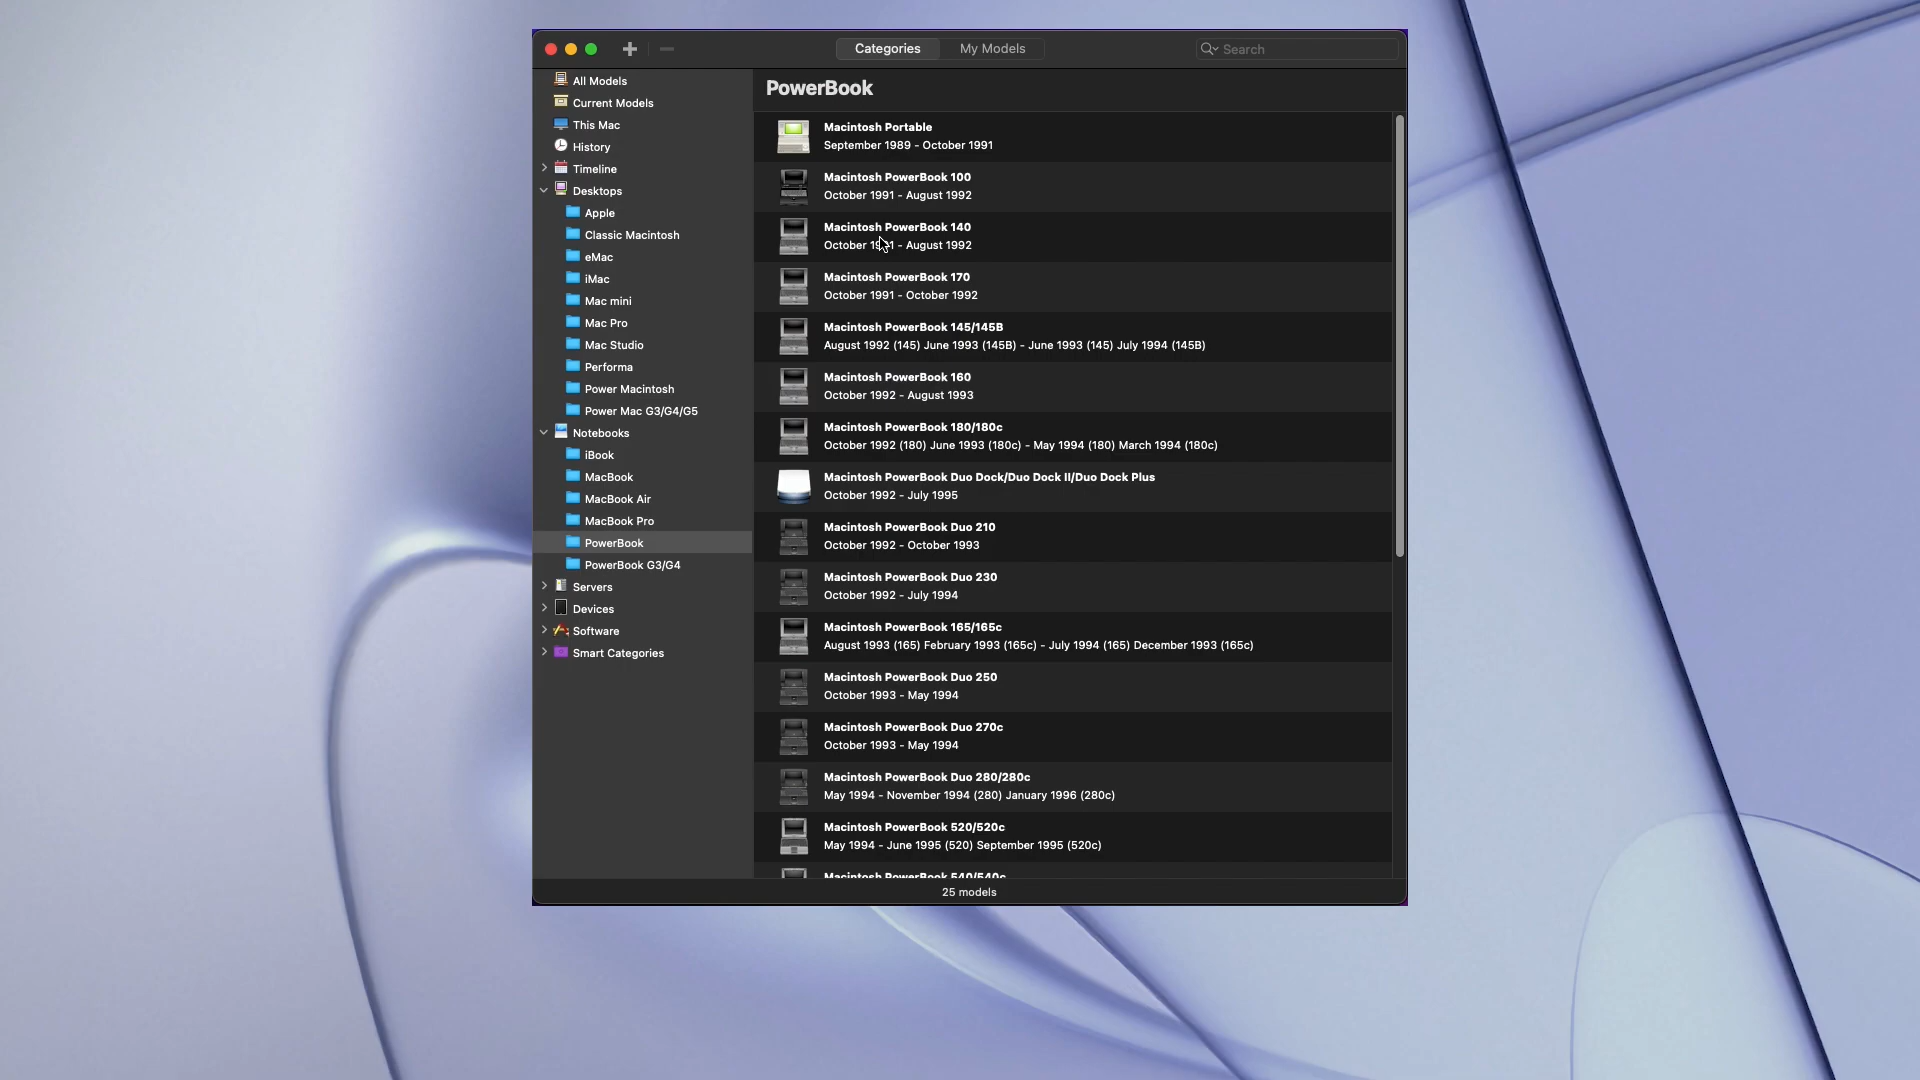 Categories
My Models
Search
All Models
Current Models
This Mac
History
Timeline
Desktops
Apple
Classic Macintosh
eMac
iMac
Mac mini
Mac Pro
Mac Studio
Performa
Power Macintosh
Power Mac G3/G4/G5
Notebooks
iBook
MacBook
MacBook Air
MacBook Pro
PowerBook
PowerBook G3/G4
Servers
Devices
Software
Smart Categories
PowerBook
Macintosh Portable
September 1989 - October 1991
Macintosh PowerBook 100
October 1991 - August 1992
Macintosh PowerBook 140
October 1991 - August 1992
Macintosh PowerBook 170
October 1991 - October 1992
Macintosh PowerBook 145/145B
August 1992 (145) June 1993 (145B) - June 1993 (145) July 1994 (145B)
Macintosh PowerBook 160
October 1992 - August 1993
Macintosh PowerBook 180/180c
October 1992 (180) June 1993 (180c) - May 1994 (180) March 1994 (180c)
Macintosh PowerBook Duo Dock/Duo Dock II/Duo Dock Plus
October 1992 - July 1995
Macintosh PowerBook Duo 210
October 1992 - October 1993
Macintosh PowerBook Duo 230
October 1992 - July 1994
Macintosh PowerBook 165/165c
August 1993 (165) February 1993 (165c) - July 1994 (165) December 1993 (165c)
Macintosh PowerBook Duo 250
October 1993 - May 1994
Macintosh PowerBook Duo 270c
October 1993 - May 1994
Macintosh PowerBook Duo 280/280c
May 1994 - November 1994 (280) January 1996 (280c)
Macintosh PowerBook 520/520c
May 1994 - June 1995 (520) September 1995 (520c)
Macintosh PowerBook 540/540c
25 models